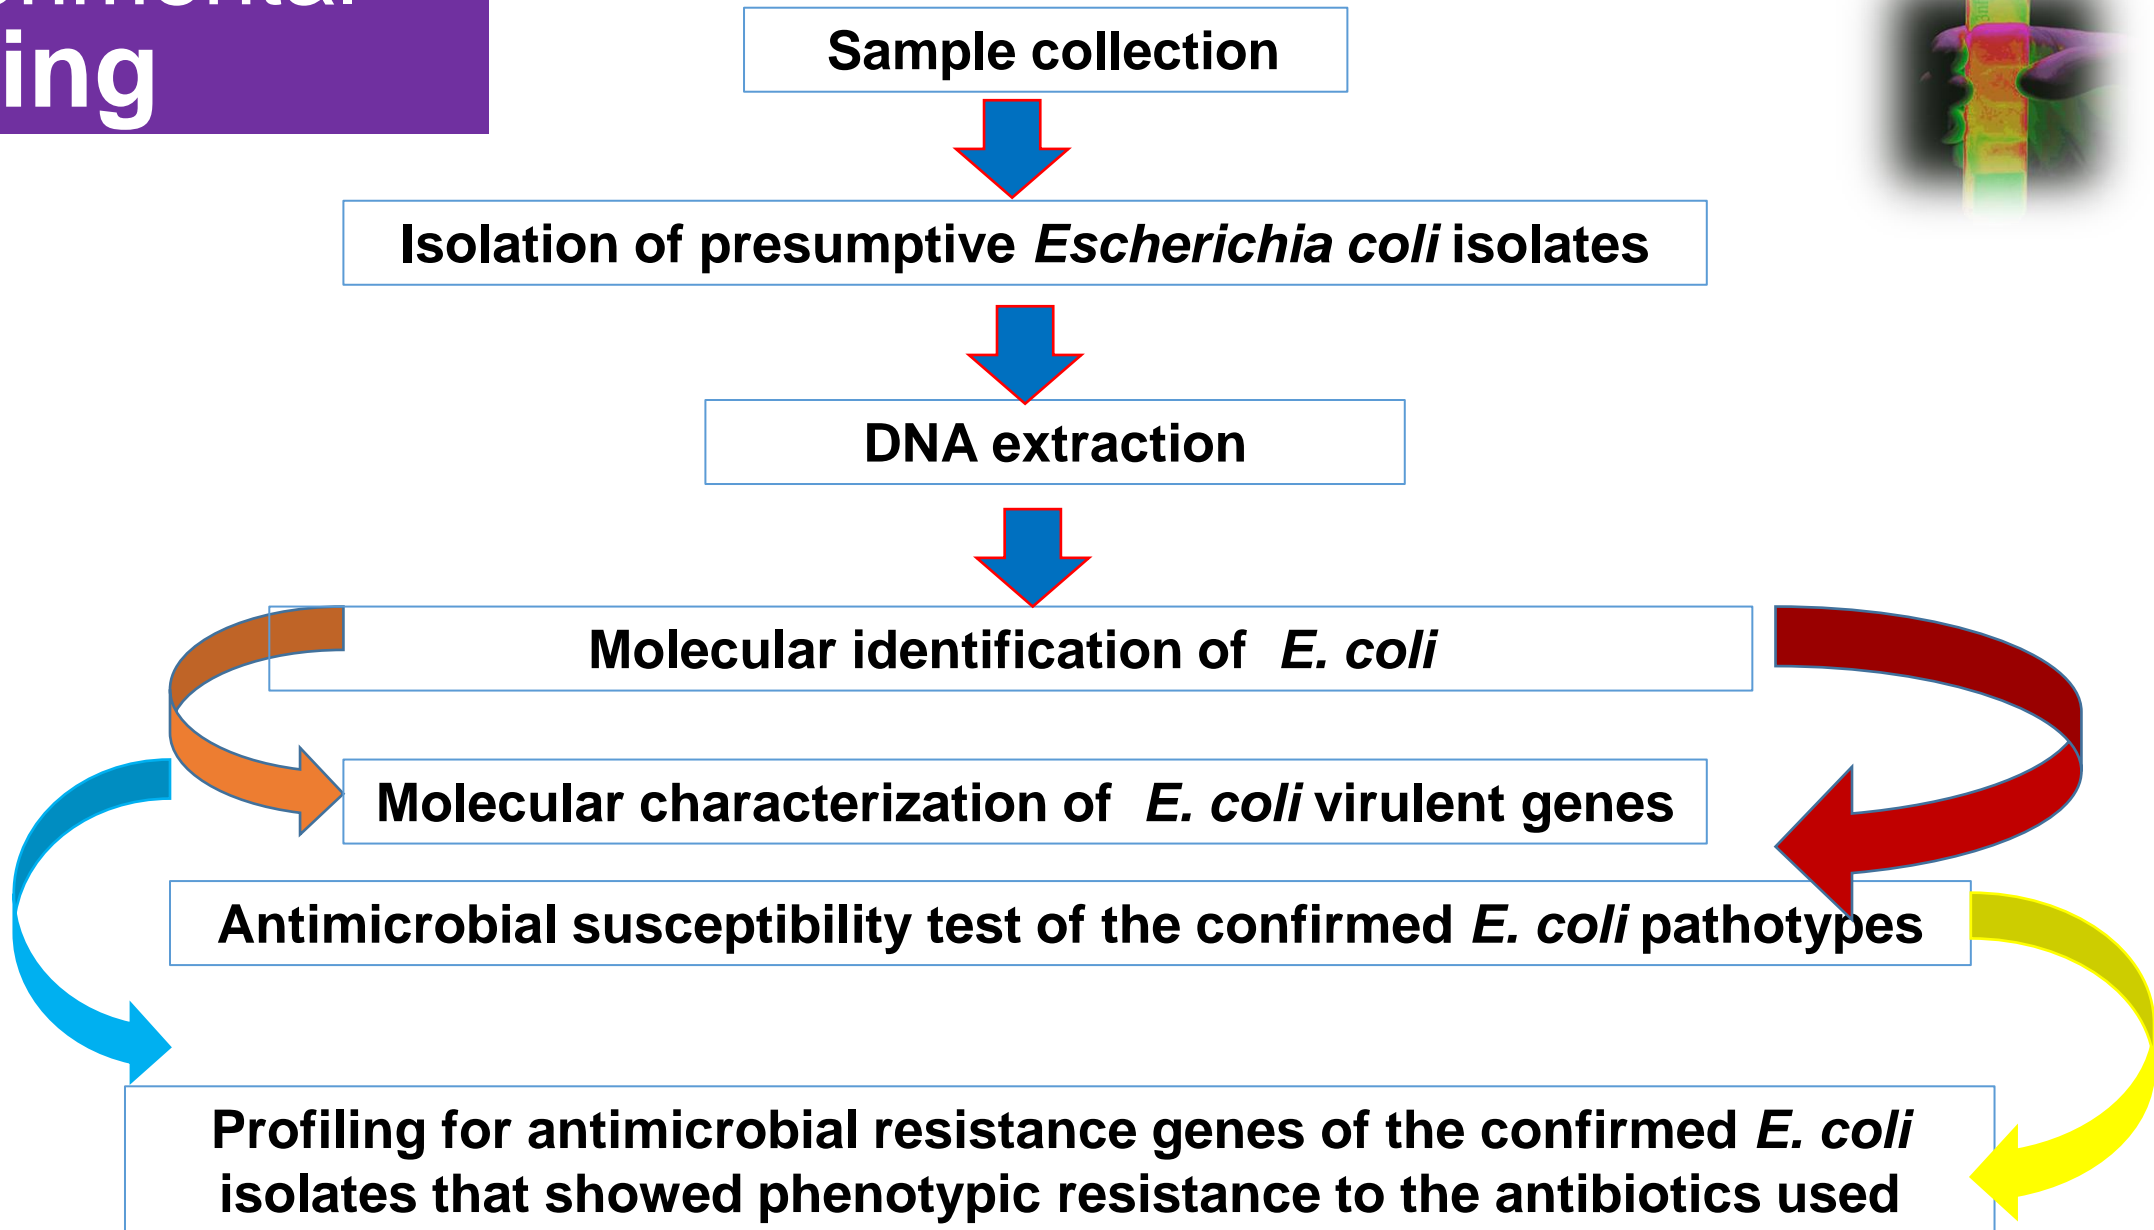 ing
Sample collection
Isolation of presumptive Escherichia coli isolates
DNA extraction
Molecular identification of E. coli
Molecular characterization of E. coli virulent genes
Antimicrobial susceptibility test of the confirmed E. coli pathotypes
Profiling for antimicrobial resistance genes of the confirmed E. coli
isolates that showed phenotypic resistance to the antibiotics used